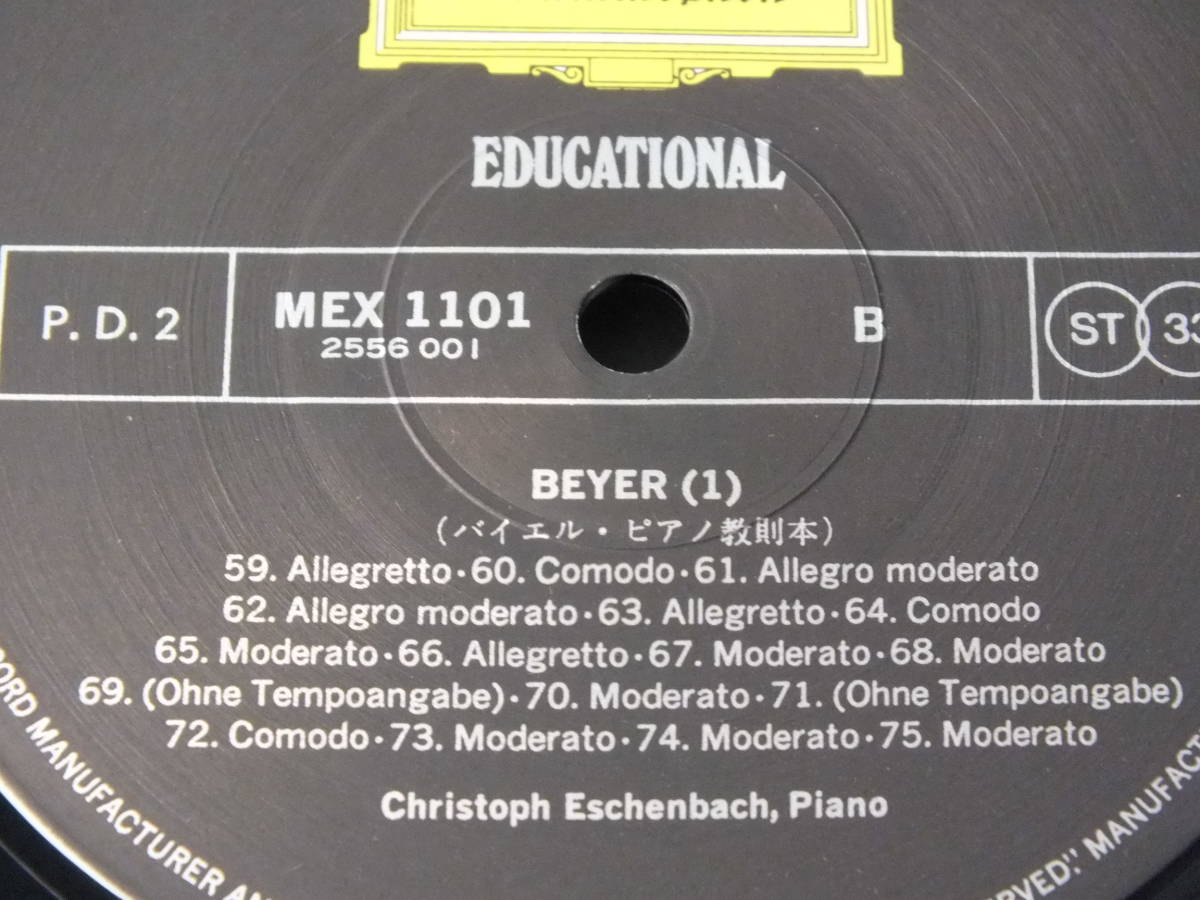 EDUCATIONAL
P. D. 2
MEX 1101
2556 001
B
ST
33
BEYER (1)
(バイエル・ピアノ教則本)
59. Allegretto · 60. Comodo · 61. Allegro moderato
62. Allegro moderato · 63. Allegretto · 64. Comodo
65. Moderato · 66. Allegretto · 67. Moderato · 68. Moderato
69. (Ohne Tempoangabe) · 70. Moderato · 71. (Ohne Tempoangabe)
72. Comodo · 73. Moderato · 74. Moderato · 75. Moderato
Christoph Eschenbach, Piano
MANUFACTURER